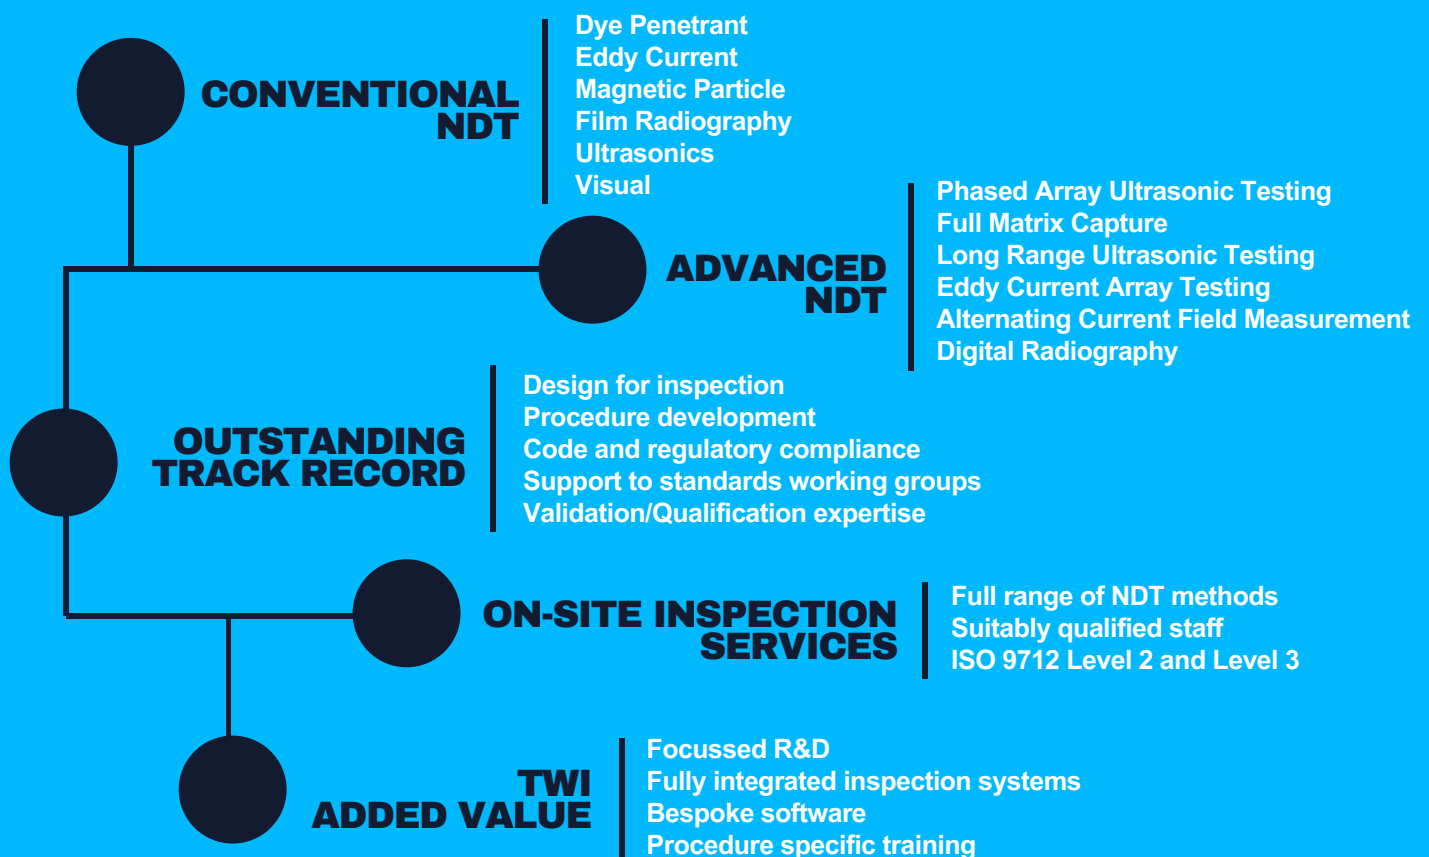 CONVENTIONAL
NDT
Dye Penetrant
Eddy Current
Magnetic Particle
Film Radiography
Ultrasonics
Visual
ADVANCED
NDT
Phased Array Ultrasonic Testing
Full Matrix Capture
Long Range Ultrasonic Testing
Eddy Current Array Testing
Alternating Current Field Measurement
Digital Radiography
OUTSTANDING
TRACK RECORD
Design for inspection
Procedure development
Code and regulatory compliance
Support to standards working groups
Validation/Qualification expertise
ON-SITE INSPECTION
SERVICES
Full range of NDT methods
Suitably qualified staff
ISO 9712 Level 2 and Level 3
TWI
ADDED VALUE
Focussed R&D
Fully integrated inspection systems
Bespoke software
Procedure specific training